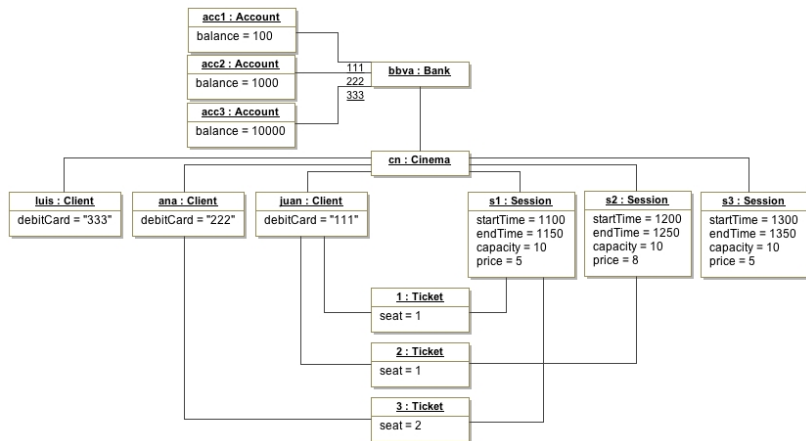 acc1 : Account
balance = 100
acc2 : Account
balance = 1000
acc3 : Account
balance = 10000
111
222
333
bbva : Bank
cn : Cinema
luis : Client
debitCard = "333"
ana : Client
debitCard = "222"
juan : Client
debitCard = "111"
s1 : Session
startTime = 1100
endTime = 1150
capacity = 10
price = 5
s2 : Session
startTime = 1200
endTime = 1250
capacity = 10
price = 8
s3 : Session
startTime = 1300
endTime = 1350
capacity = 10
price = 5
1 : Ticket
seat = 1
2 : Ticket
seat = 1
3 : Ticket
seat = 2